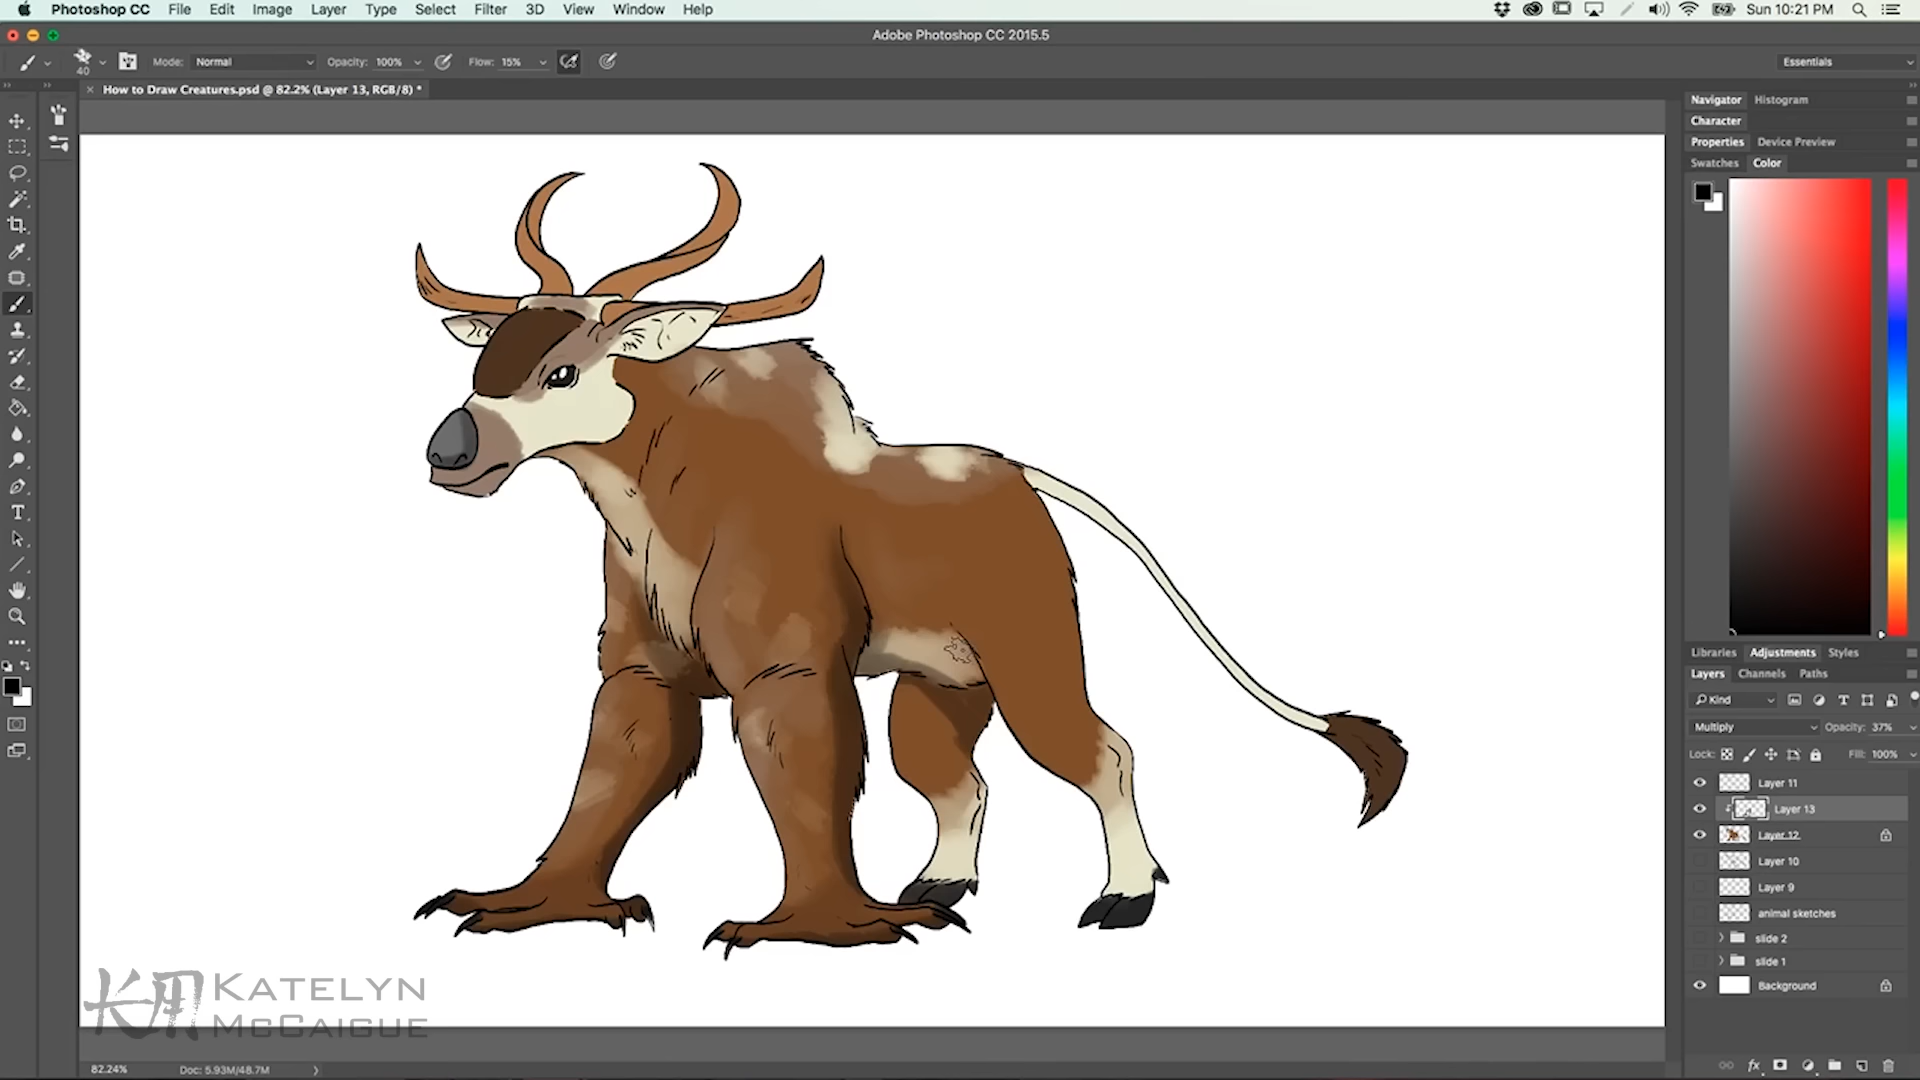 Photoshop CC File Edit Image Layer Type Select Filter 3D View Window Help Sun 10:21 PM
Adobe Photoshop CC 2015.5
40 Mode: Normal Opacity: 100% Flow: 15% Essentials
× How to Draw Creatures.psd @ 82.2% (Layer 13, RGB/8) *
Navigator Histogram
Character
Properties Device Preview
Swatches Color
Libraries Adjustments Styles
Layers Channels Paths
Kind
Multiply Opacity: 37%
Lock: Fill: 100%
Layer 11
Layer 13
Layer 12
Layer 10
Layer 9
animal sketches
slide 2
slide 1
Background
KATELYN
MCCAIGUE
82.24% Doc: 5.93M/48.7M